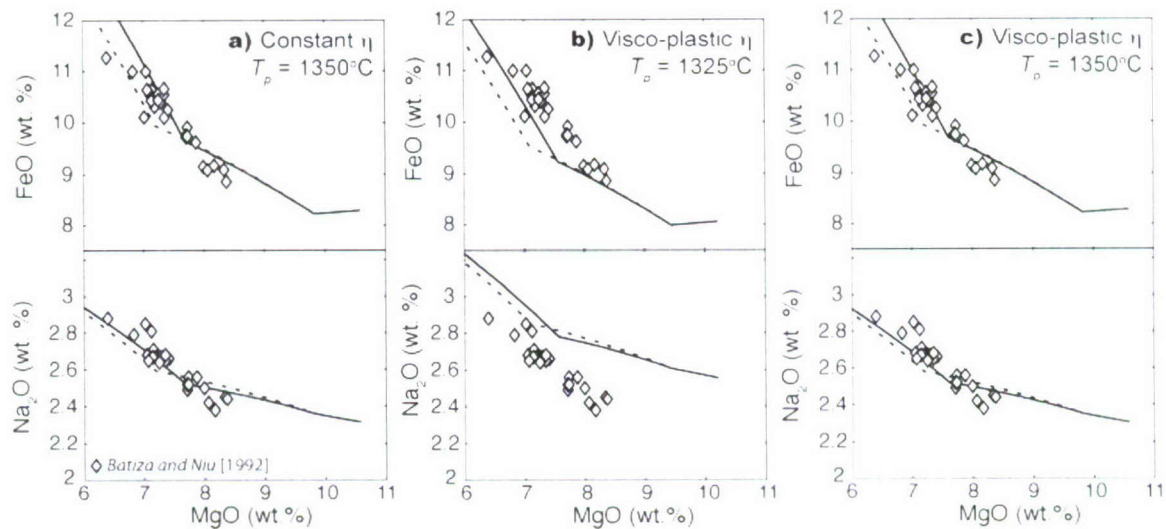 a) Constant η
T_p = 1350°C
FeO (wt. %)
12
11
10
9
8
Na₂O (wt %)
3
2.8
2.6
2.4
2.2
2
◇ Batiza and Niu [1992]
6 7 8 9 10 11
MgO (wt.%)
b) Visco-plastic η
T_p = 1325°C
FeO (wt. %)
12
11
10
9
8
Na₂O (wt %)
3
2.8
2.6
2.4
2.2
2
6 7 8 9 10 11
MgO (wt.%)
c) Visco-plastic η
T_p = 1350°C
FeO (wt. %)
12
11
10
9
8
Na₂O (wt %)
3
2.8
2.6
2.4
2.2
2
6 7 8 9 10 11
MgO (wt %)